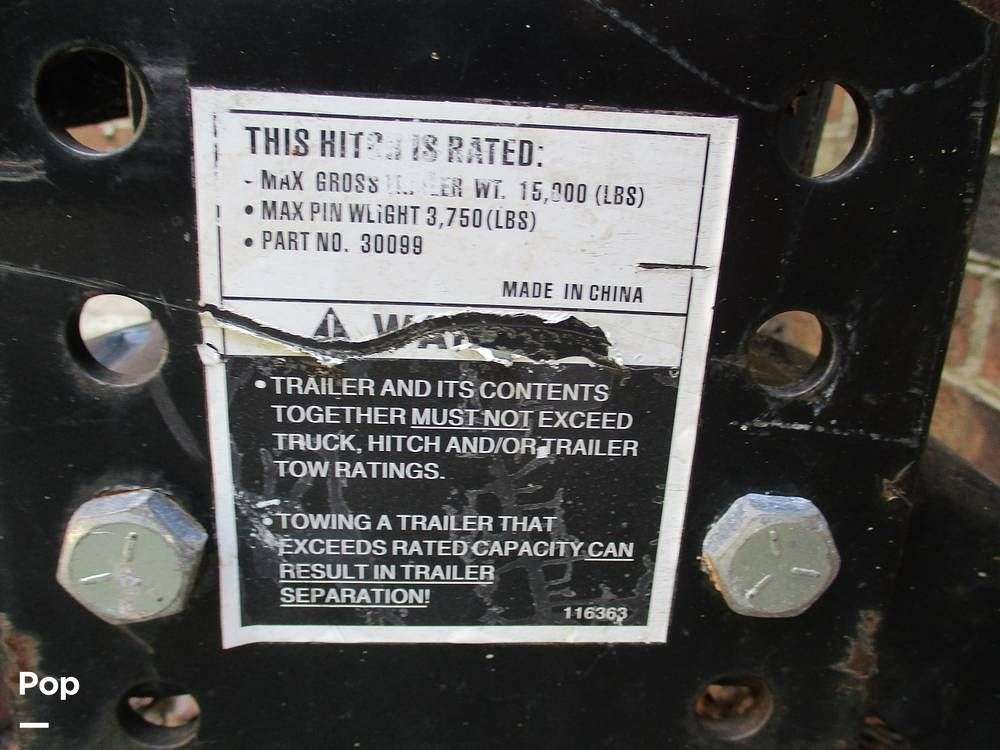 THIS HITCH IS RATED:
- MAX GROSS TRAILER WT. 15,000 (LBS)
• MAX PIN WEIGHT 3,750 (LBS)
• PART NO. 30099
MADE IN CHINA
• TRAILER AND ITS CONTENTS
TOGETHER MUST NOT EXCEED
TRUCK, HITCH AND/OR TRAILER
TOW RATINGS.
• TOWING A TRAILER THAT
EXCEEDS RATED CAPACITY CAN
RESULT IN TRAILER
SEPARATION!
116363
Pop